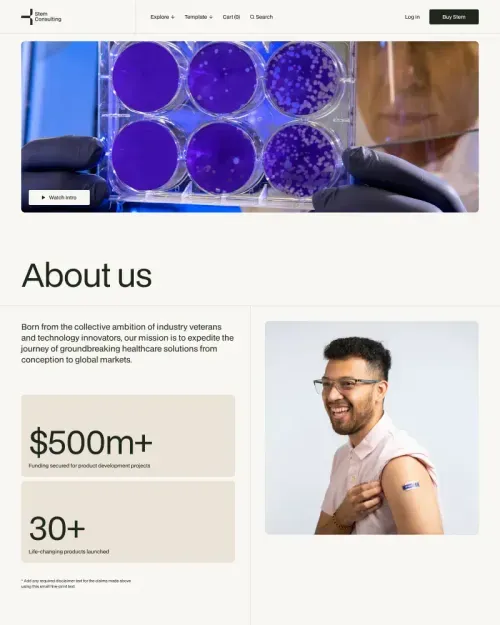 Stem
Consulting
Explore ↓
Template ↓
Cart (0)
Search
Log in
Buy Stem
Watch Intro
About us
Born from the collective ambition of industry veterans
and technology innovators, our mission is to expedite the
journey of groundbreaking healthcare solutions from
conception to global markets.
$500m+
Funding secured for product development projects
30+
Life-changing products launched
* Add any required disclaimer text for the claims made above
using this small fine print text.